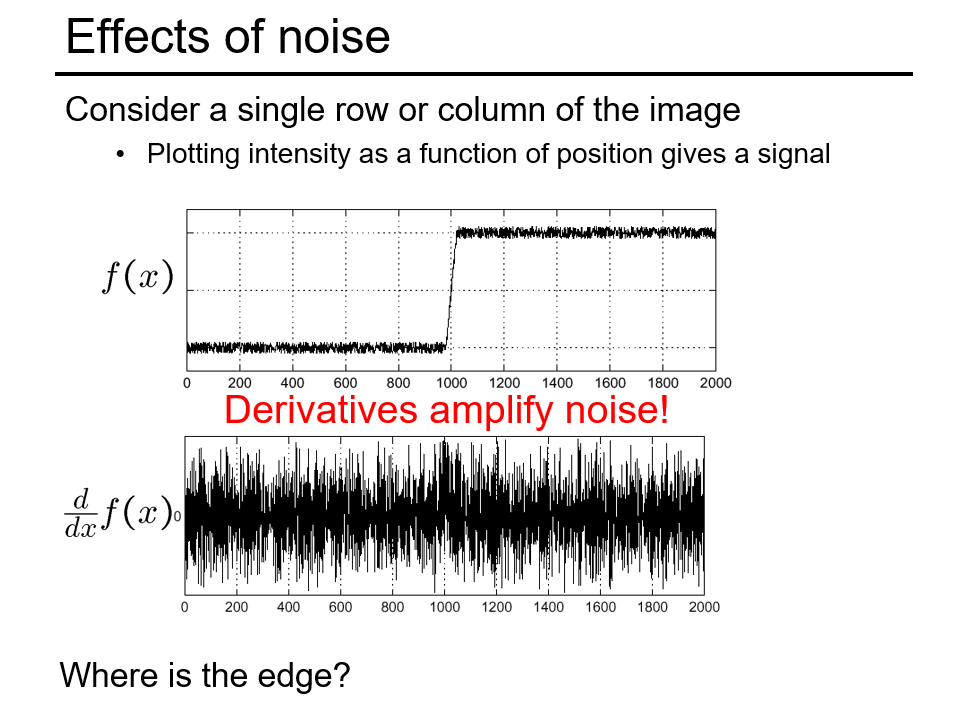 Effects of noise
Consider a single row or column of the image
• Plotting intensity as a function of position gives a signal
f(x)
0 200 400 600 800 1000 1200 1400 1600 1800 2000
Derivatives amplify noise!
d/dx f(x) 0
0 200 400 600 800 1000 1200 1400 1600 1800 2000
Where is the edge?